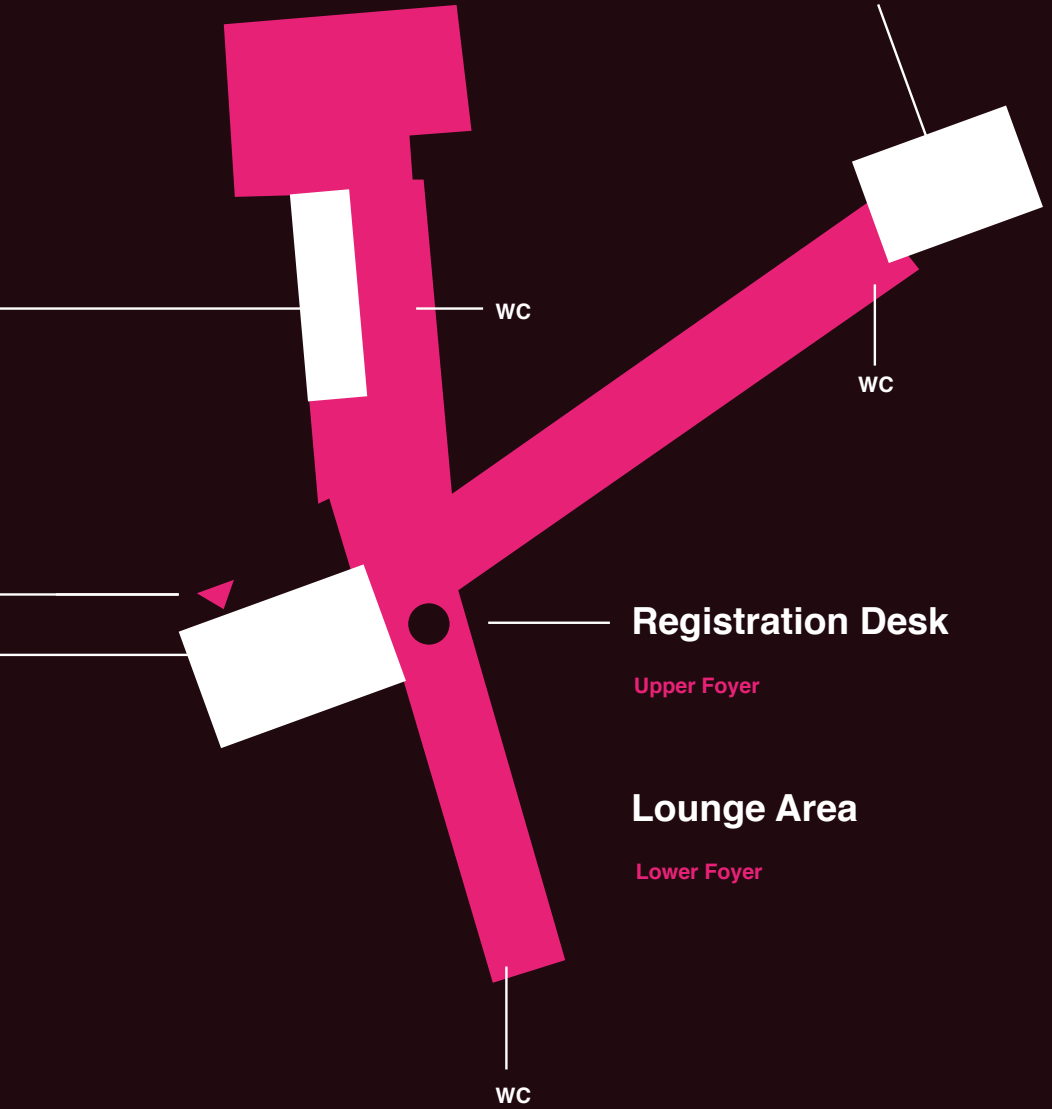 WC
WC
Registration Desk
Upper Foyer
Lounge Area
Lower Foyer
WC